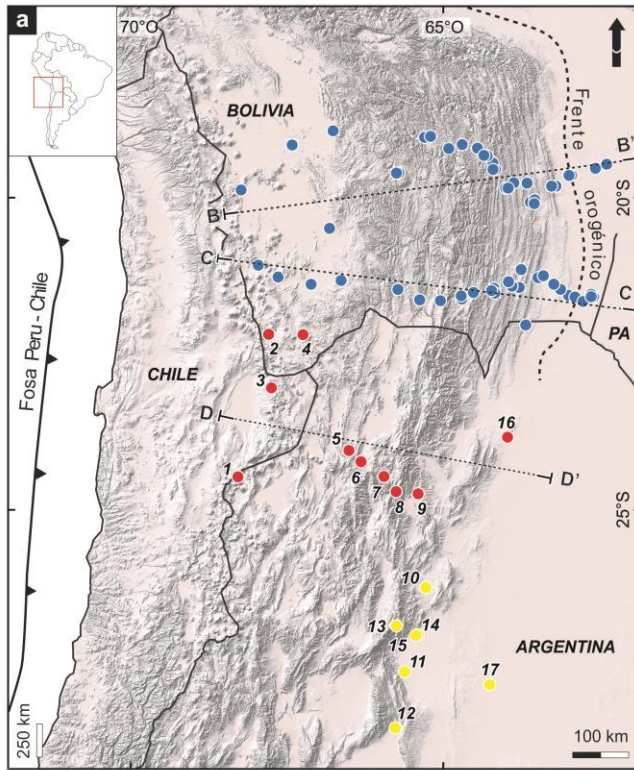 a
70°O
65°O
BOLIVIA
Frente
orogénico
B'
20°S
B
C
C
PA
2
4
CHILE
3
Fosa Peru - Chile
D
16
5
6
D'
1
7
8
9
25°S
10
13
14
15
ARGENTINA
11
17
12
250 km
100 km